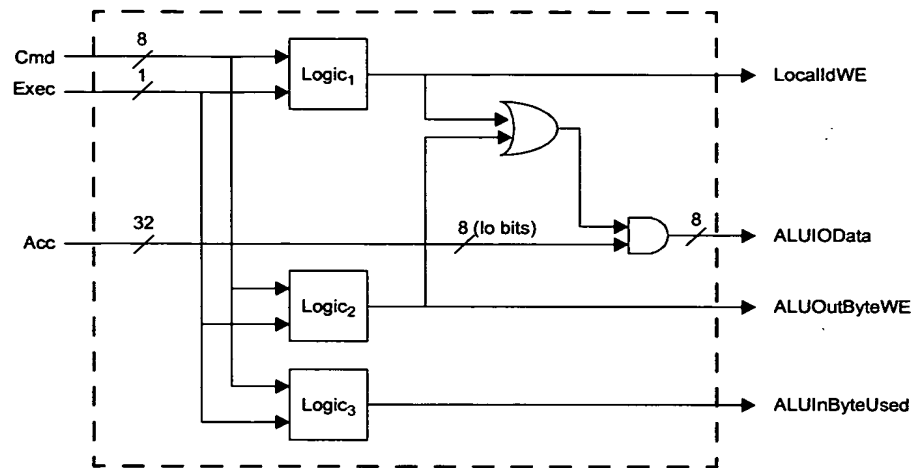 Cmd
8
Exec
1
Logic₁
LocalIdWE
Acc
32
8 (lo bits)
8
ALUIOData
Logic₂
ALUOutByteWE
Logic₃
ALUInByteUsed